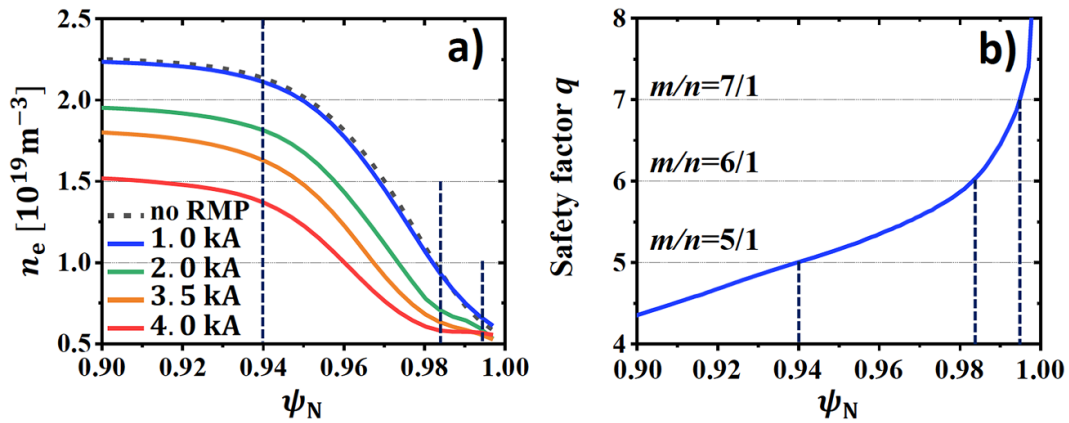 a)
2.5
2.0
1.5
1.0
0.5
nₑ [10¹⁹m⁻³]
no RMP
1.0 kA
2.0 kA
3.5 kA
4.0 kA
0.90 0.92 0.94 0.96 0.98 1.00
ψ_N
b)
8
7
6
5
4
Safety factor q
m/n=7/1
m/n=6/1
m/n=5/1
0.90 0.92 0.94 0.96 0.98 1.00
ψ_N